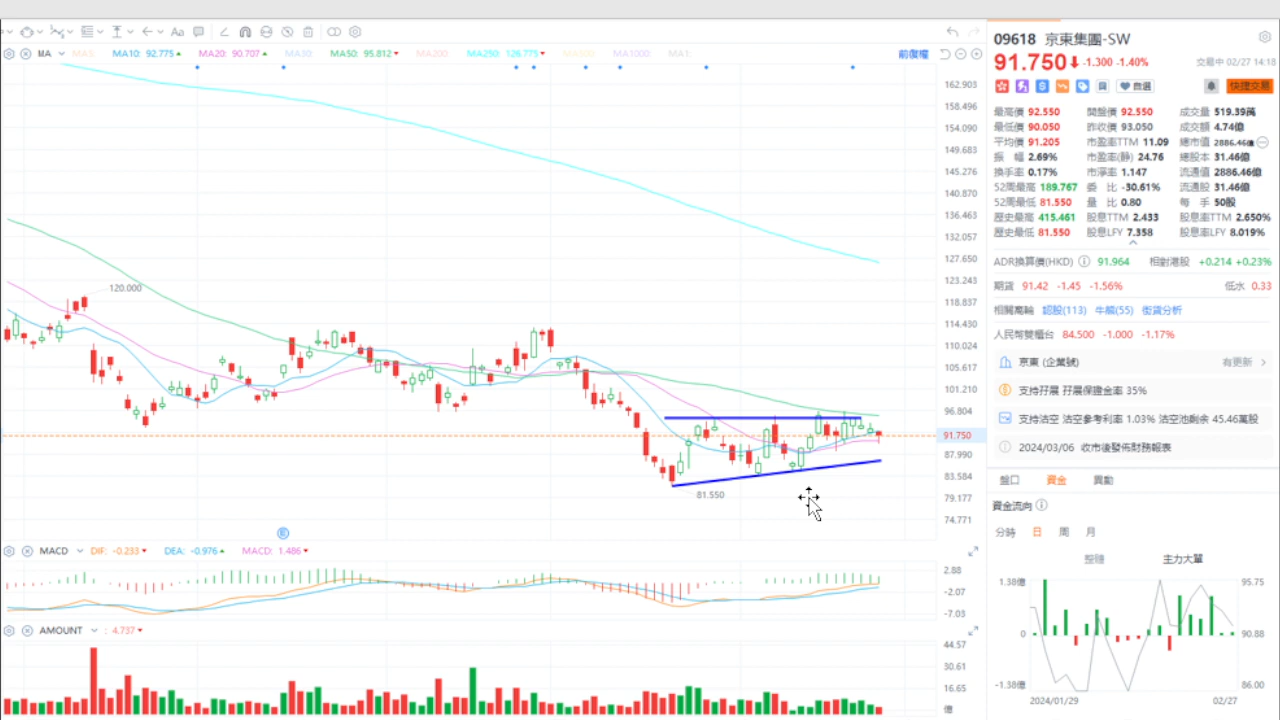 MA MA5: MA10: 92.775 MA20: 90.707 MA30: MA50: 95.812 MA200: MA250: 126.775 MA500: MA1000: MA1:
前復權
162.903
158.496
154.090
149.683
145.276
140.870
136.463
132.057
127.650
123.243
118.837
114.430
110.024
105.617
101.210
96.804
91.750
87.990
83.584
79.177
74.771
120.000
81.550
MACD DIF: -0.233 DEA: -0.976 MACD: 1.486
2.88
-2.07
-7.03
AMOUNT : 4.737
44.57
30.61
16.65
億
09618 京東集團-SW
91.750 -1.300 -1.40% 交易中 02/27 14:18
首選 快捷交易
最高價 92.550 開盤價 92.550 成交量 519.39萬
最低價 90.050 昨收價 93.050 成交額 4.74億
平均價 91.205 市盈率TTM 11.09 總市值 2886.46億
振 幅 2.69% 市盈率(靜) 24.76 總股本 31.46億
換手率 0.17% 市淨率 1.147 流通值 2886.46億
52周最高 189.767 委 比 -30.61% 流通股 31.46億
52周最低 81.550 量 比 0.80 每 手 50股
歷史最高 415.461 股息TTM 2.433 股息率TTM 2.650%
歷史最低 81.550 股息LFY 7.358 股息率LFY 8.019%
ADR換算價(HKD) 91.964 相對港股 +0.214 +0.23%
期貨 91.42 -1.45 -1.56% 低水 0.33
相關窩輪 認股(113) 牛熊(55) 街貨分析
人民幣雙櫃台 84.500 -1.000 -1.17%
京東 (企業號) 有更新
支持孖展 孖展保證金率 35%
支持沽空 沽空參考利率 1.03% 沽空池剩余 45.46萬股
2024/03/06 收市後發佈財務報表
盤口 資金 異動
資金流向
分時 日 周 月
整體 主力大單
1.38億 95.75
0 90.88
-1.38億 86.00
2024/01/29 02/27